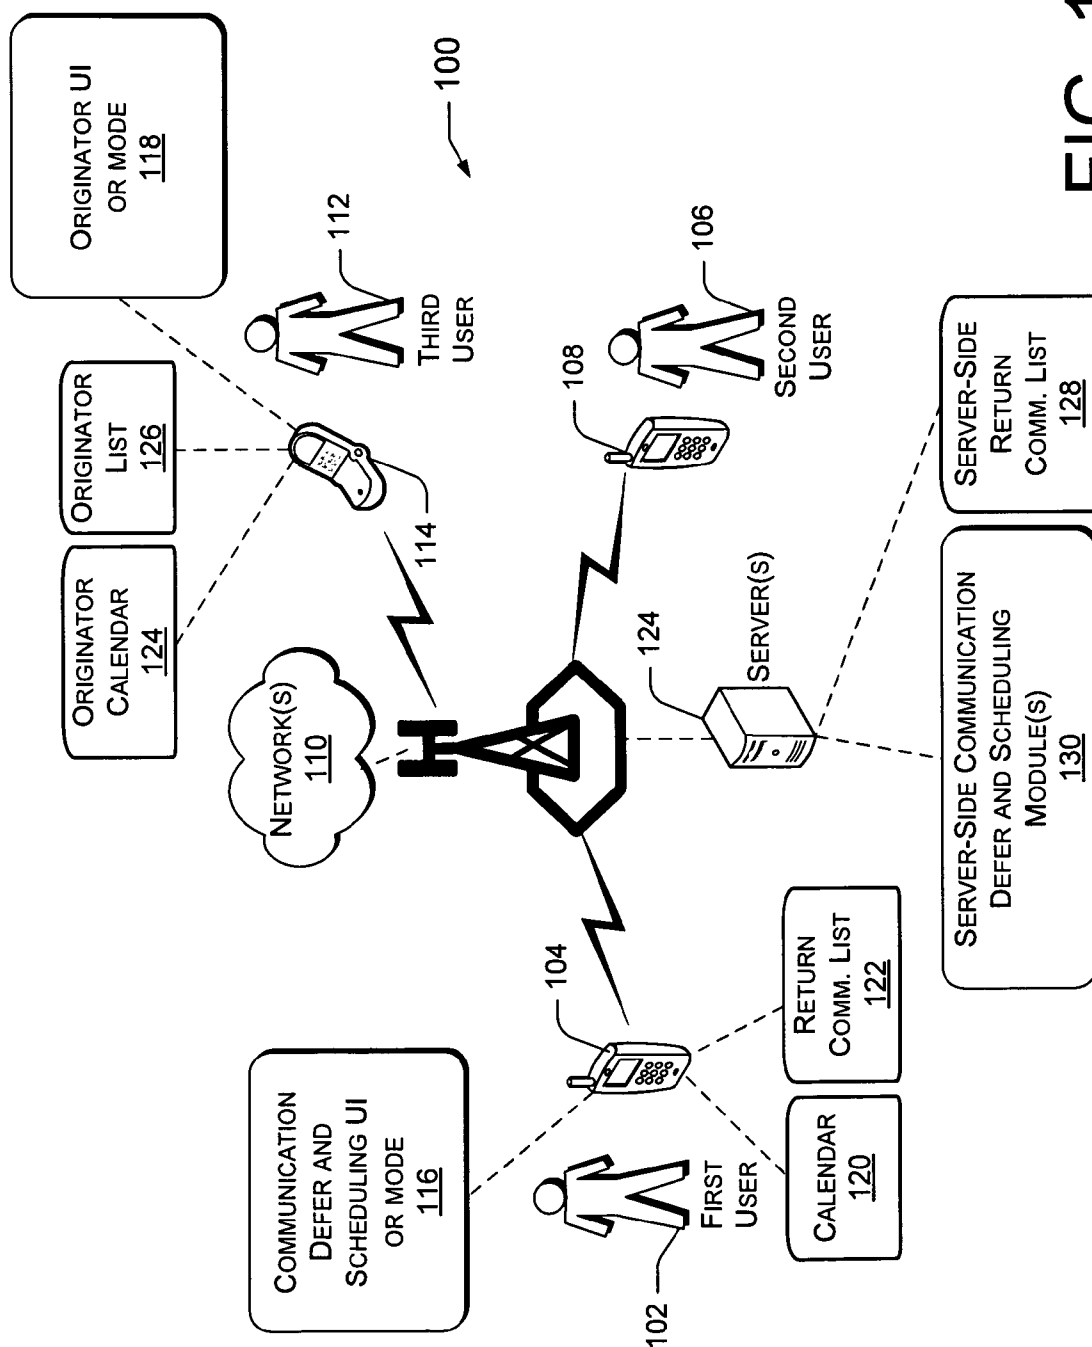 COMMUNICATION
DEFER AND
SCHEDULING UI
OR MODE
116
102
FIRST
USER
104
CALENDAR
120
RETURN
COMM. LIST
122
NETWORK(S)
110
ORIGINATOR
CALENDAR
124
ORIGINATOR
LIST
126
ORIGINATOR UI
OR MODE
118
114
THIRD
USER
112
100
108
SECOND
USER
106
124
SERVER(S)
SERVER-SIDE COMMUNICATION
DEFER AND SCHEDULING
MODULE(S)
130
SERVER-SIDE
RETURN
COMM. LIST
128
FIG. 1